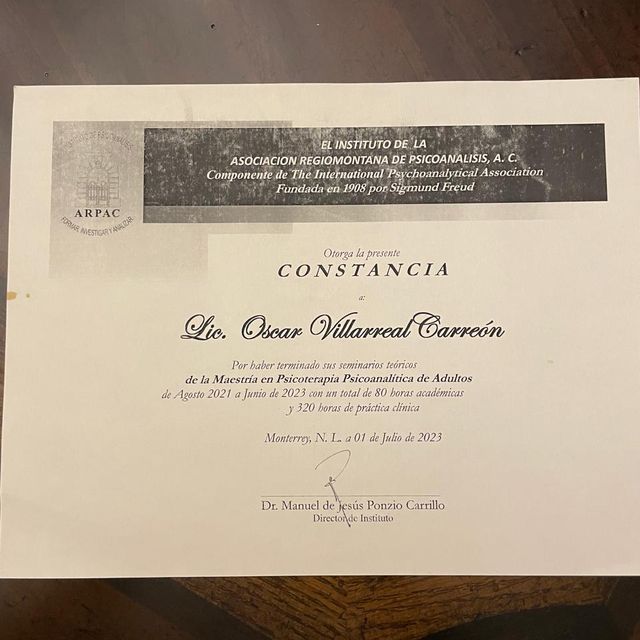 ARPAC
FORMAR, INVESTIGAR Y ANALIZAR
EL INSTITUTO DE LA
ASOCIACION REGIOMONTANA DE PSICOANALISIS, A. C.
Componente de The International Psychoanalytical Association
Fundada en 1908 por Sigmund Freud
Otorga la presente
CONSTANCIA
a:
Lic. Oscar Villarreal Carreón
Por haber terminado sus seminarios teóricos
de la Maestría en Psicoterapia Psicoanalítica de Adultos
de Agosto 2021 a Junio de 2023 con un total de 80 horas académicas
y 320 horas de práctica clínica
Monterrey, N. L. a 01 de Julio de 2023
Dr. Manuel de Jesús Ponzio Carrillo
Director de Instituto